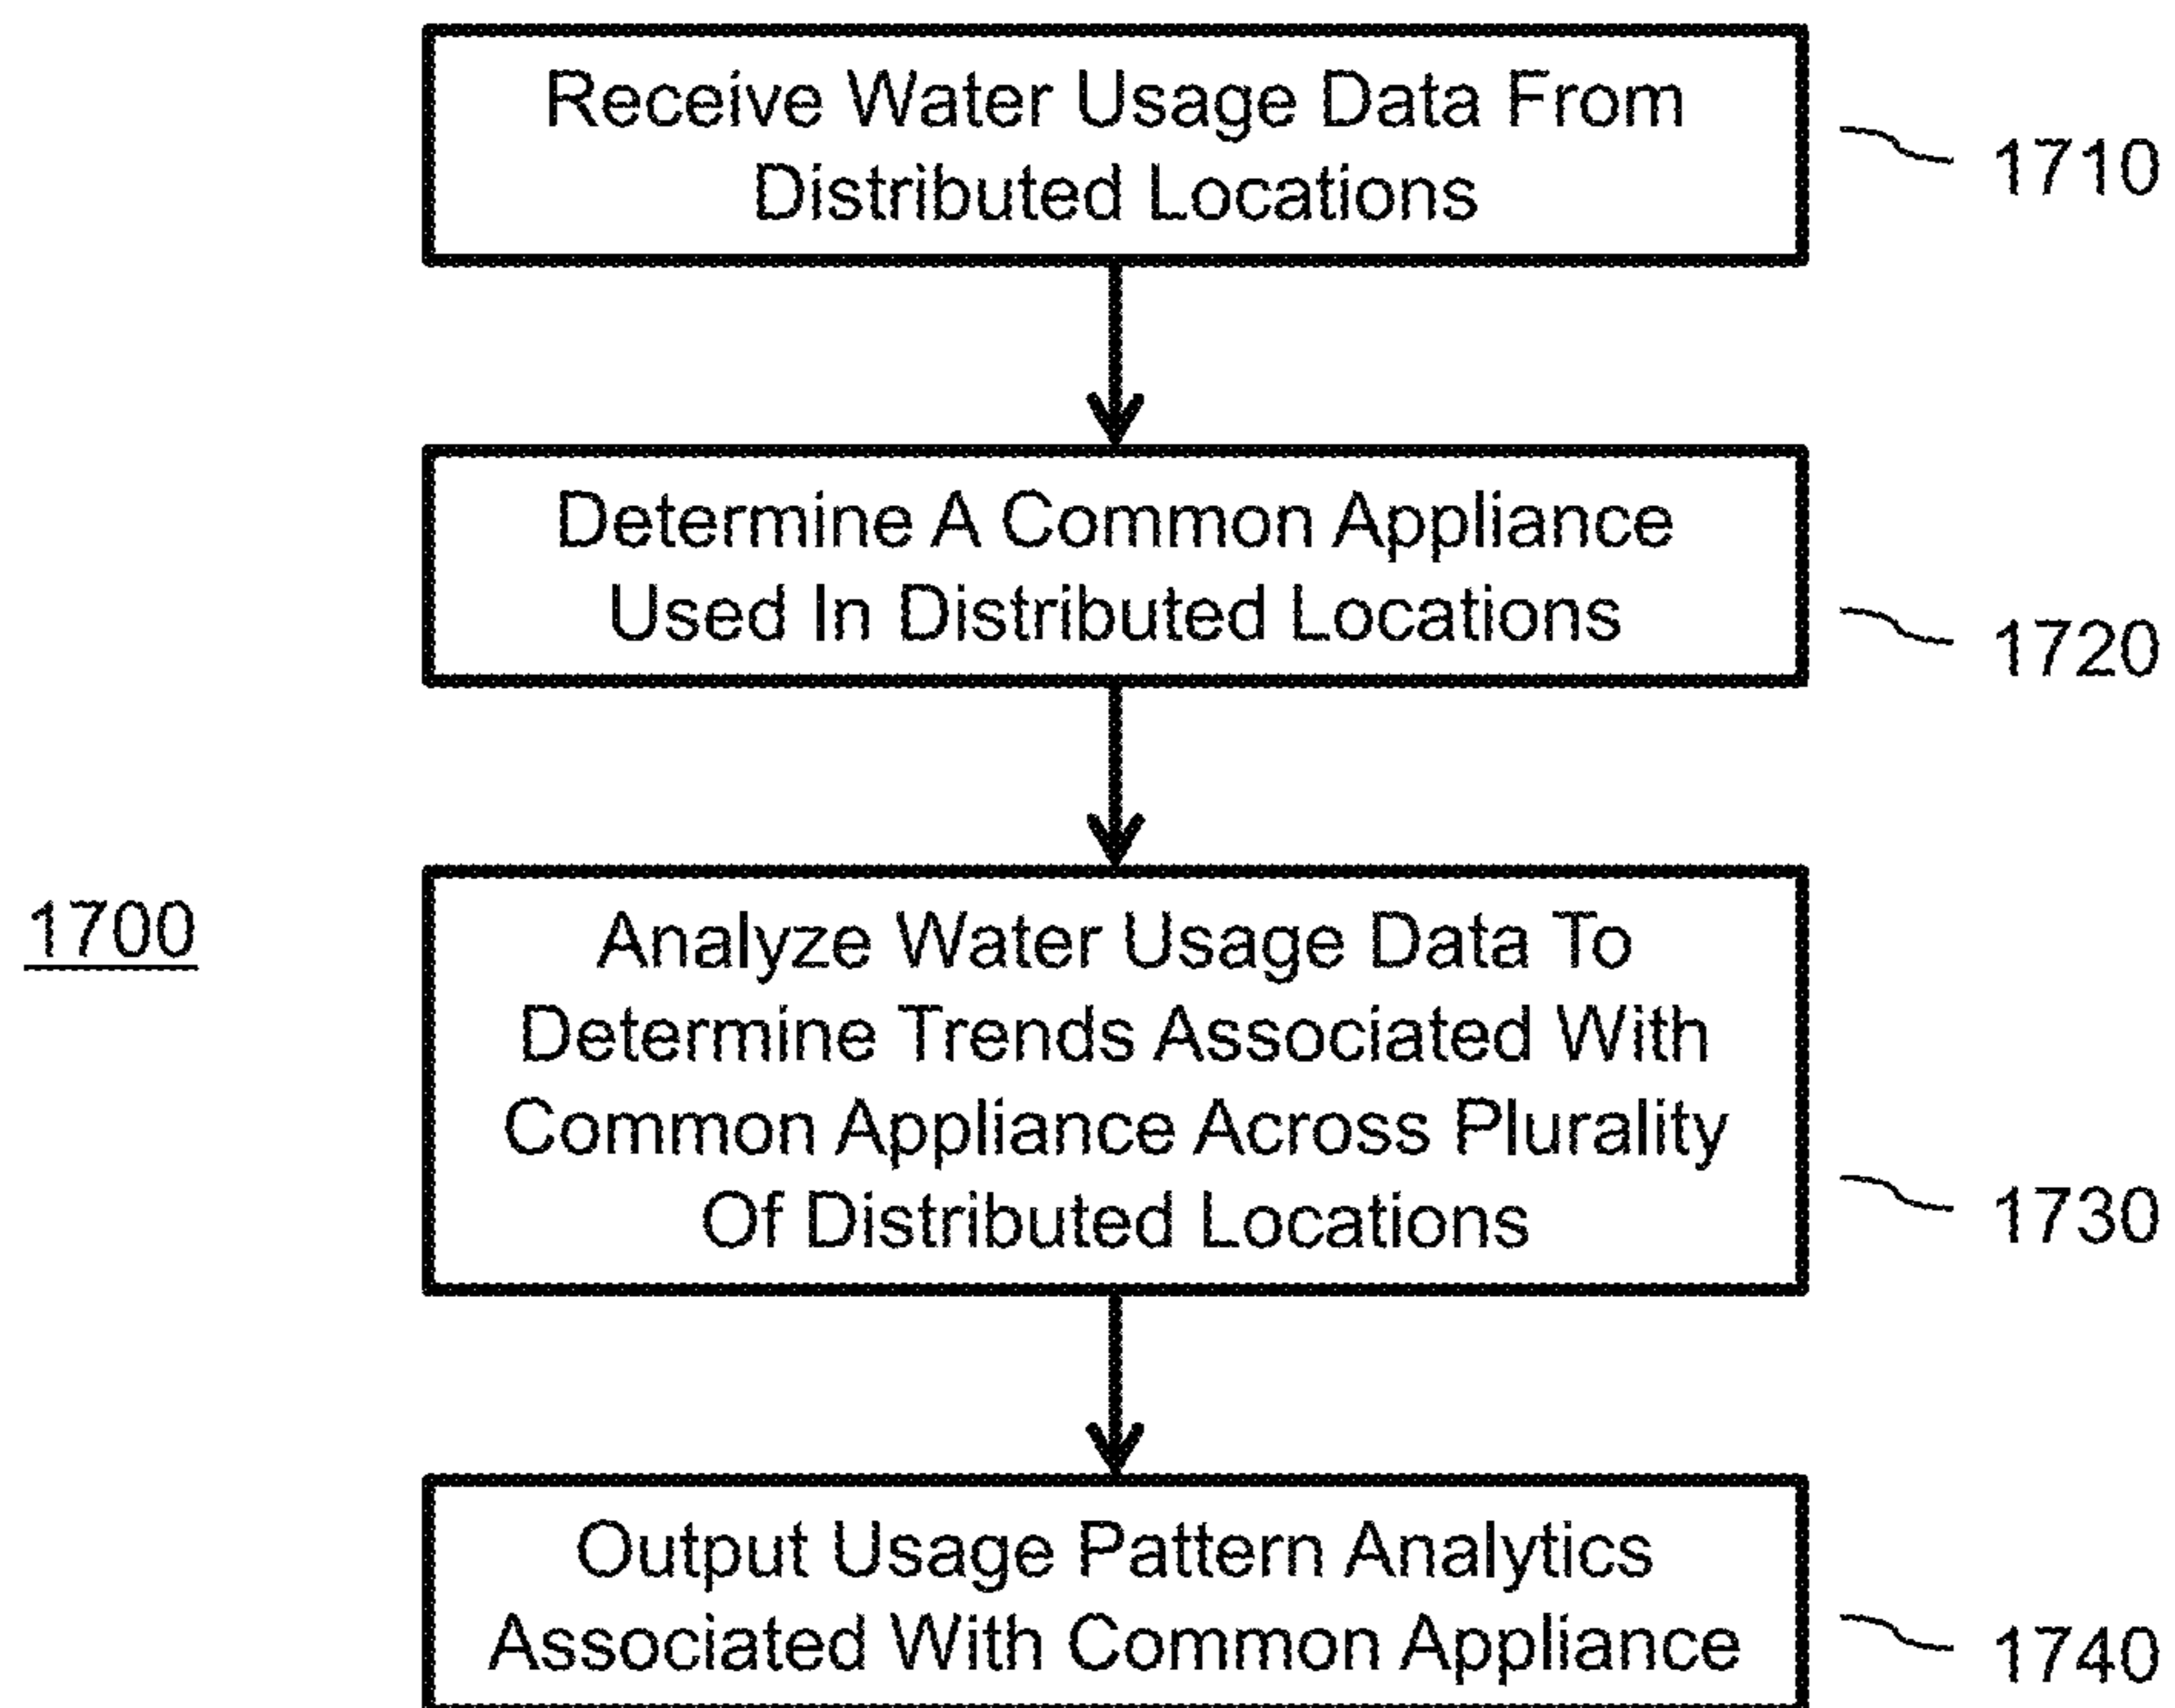 Receive Water Usage Data From
Distributed Locations
1710
Determine A Common Appliance
Used In Distributed Locations
1720
1700
Analyze Water Usage Data To
Determine Trends Associated With
Common Appliance Across Plurality
Of Distributed Locations
1730
Output Usage Pattern Analytics
Associated With Common Appliance
1740